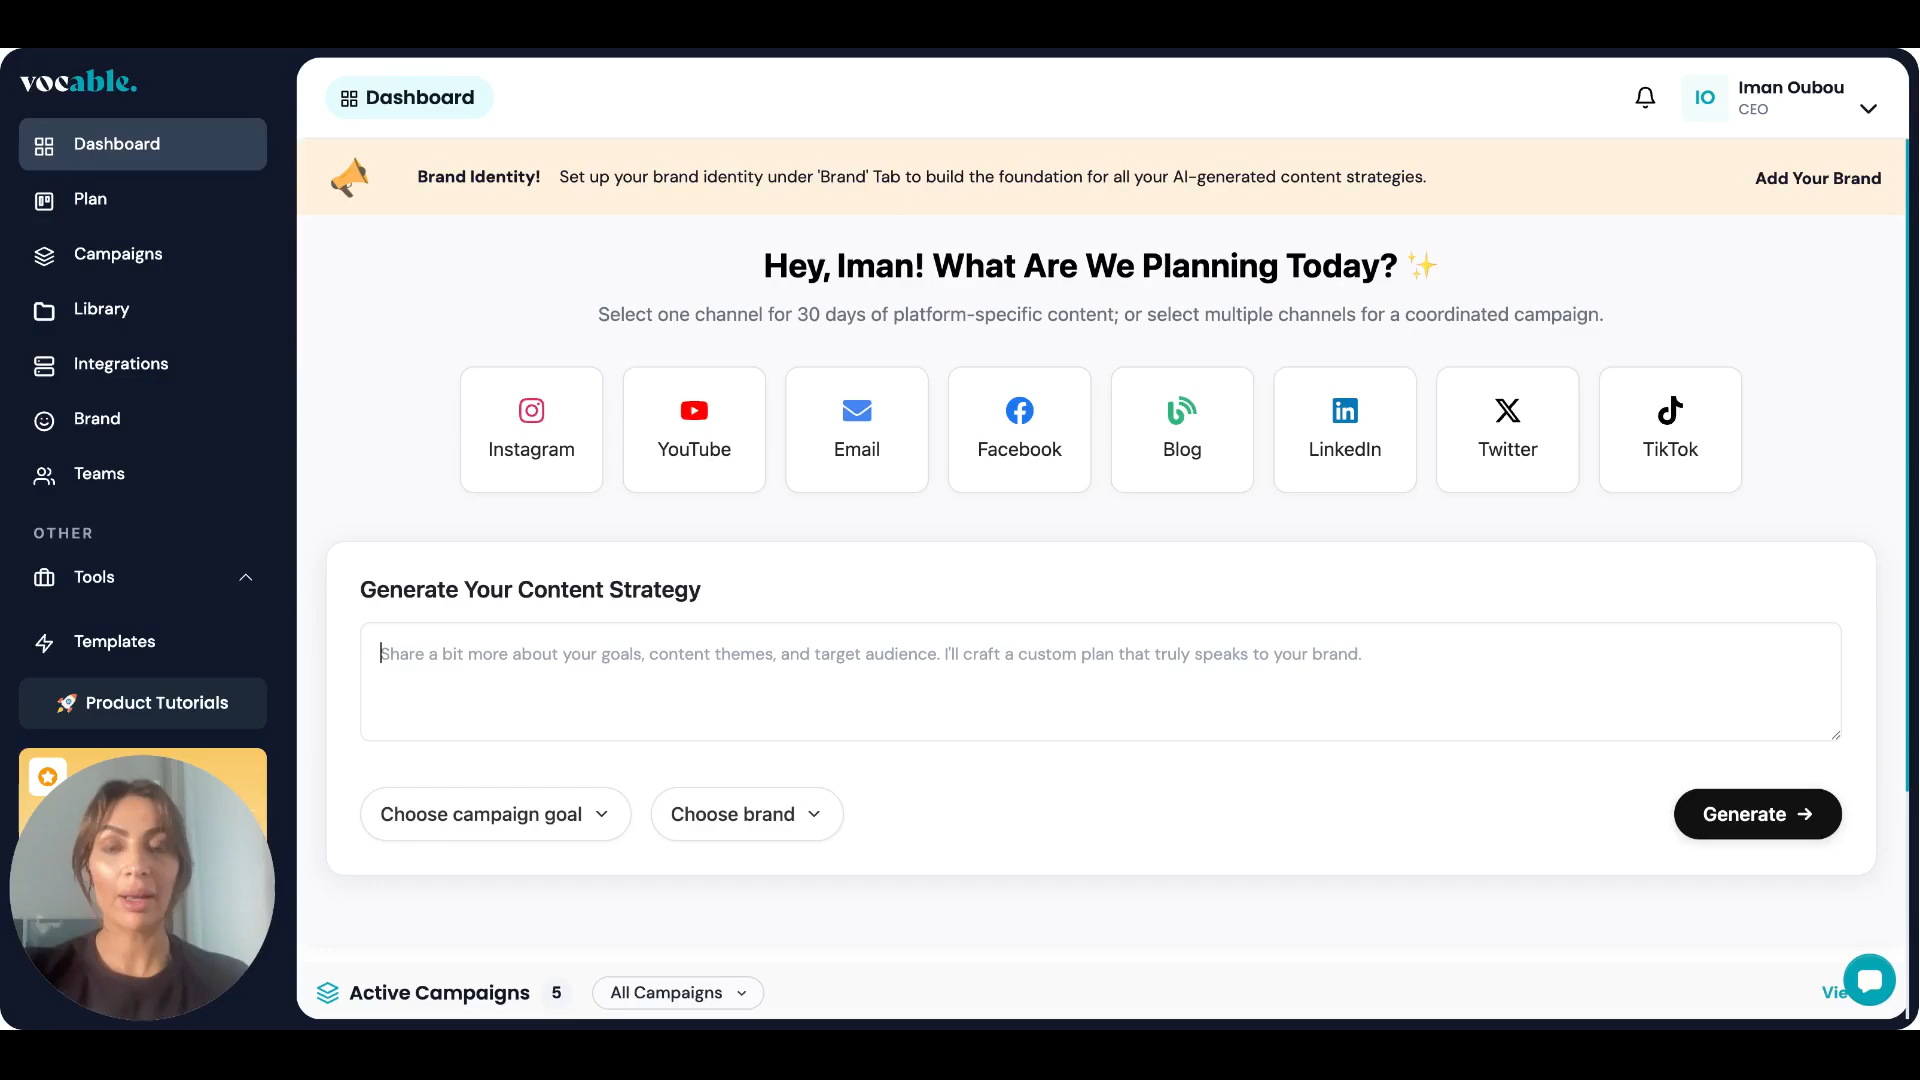 vocable.
Dashboard
Plan
Campaigns
Library
Integrations
Brand
Teams
OTHER
Tools
Templates
🚀 Product Tutorials
Dashboard
IO
Iman Oubou
CEO
Brand Identity! Set up your brand identity under 'Brand' Tab to build the foundation for all your AI-generated content strategies.
Add Your Brand
Hey, Iman! What Are We Planning Today? ✨
Select one channel for 30 days of platform-specific content; or select multiple channels for a coordinated campaign.
Instagram
YouTube
Email
Facebook
Blog
LinkedIn
Twitter
TikTok
Generate Your Content Strategy
Share a bit more about your goals, content themes, and target audience. I'll craft a custom plan that truly speaks to your brand.
Choose campaign goal
Choose brand
Generate →
Active Campaigns 5
All Campaigns